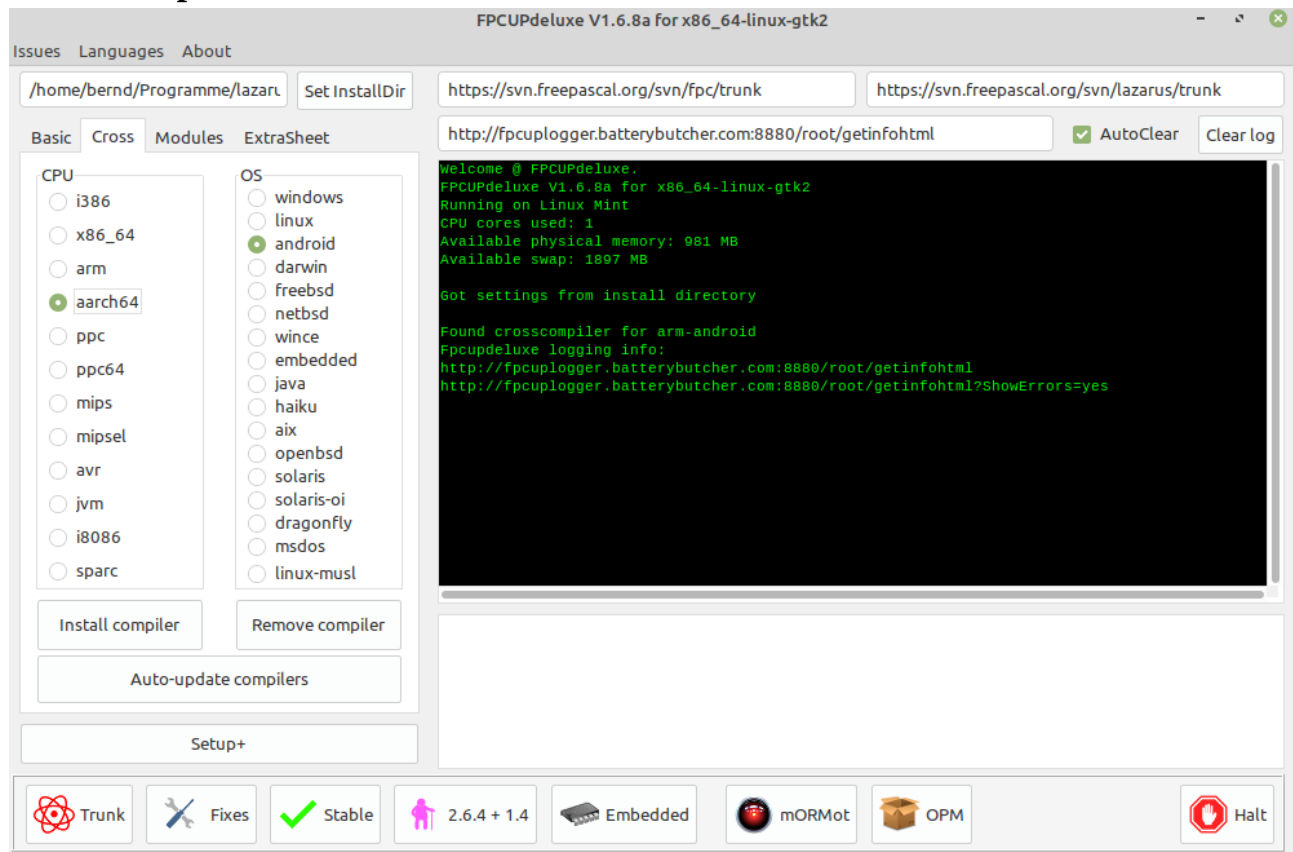 FPCUPdeluxe V1.6.8a for x86_64-linux-gtk2
Issues Languages About
/home/bernd/Programme/lazaru Set InstallDir https://svn.freepascal.org/svn/fpc/trunk https://svn.freepascal.org/svn/lazarus/trunk
Basic Cross Modules ExtraSheet http://fpcuplogger.batterybutcher.com:8880/root/getinfohtml AutoClear Clear log
CPU
i386
x86_64
arm
aarch64
ppc
ppc64
mips
mipsel
avr
jvm
i8086
sparc
OS
windows
linux
android
darwin
freebsd
netbsd
wince
embedded
java
haiku
aix
openbsd
solaris
solaris-oi
dragonfly
msdos
linux-musl
Install compiler Remove compiler
Auto-update compilers
Setup+
Welcome @ FPCUPdeluxe.
FPCUPdeluxe V1.6.8a for x86_64-linux-gtk2
Running on Linux Mint
CPU cores used: 1
Available physical memory: 981 MB
Available swap: 1897 MB
Got settings from install directory
Found crosscompiler for arm-android
Fpcupdeluxe logging info:
http://fpcuplogger.batterybutcher.com:8880/root/getinfohtml
http://fpcuplogger.batterybutcher.com:8880/root/getinfohtml?ShowErrors=yes
Trunk Fixes Stable 2.6.4 + 1.4 Embedded mORMot OPM Halt